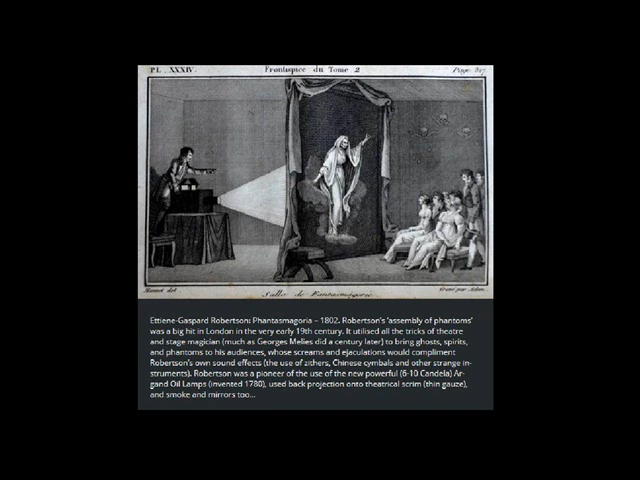 PL. XXXIV. Frontispice du Tome 2 Page 317
Salle de Fantasmagorie.
Ettiene-Gaspard Robertson: Phantasmagoria – 1802. Robertson's 'assembly of phantoms'
was a big hit in London in the very early 19th century. It utilised all the tricks of theatre
and stage magician (much as Georges Melies did a century later) to bring ghosts, spirits,
and phantoms to his audiences, whose screams and ejaculations would compliment
Robertson's own sound effects (the use of zithers, Chinese cymbals and other strange in-
struments). Robertson was a pioneer of the use of the new powerful (6-10 Candela) Ar-
gand Oil Lamps (invented 1780), used back projection onto theatrical scrim (thin gauze),
and smoke and mirrors too...